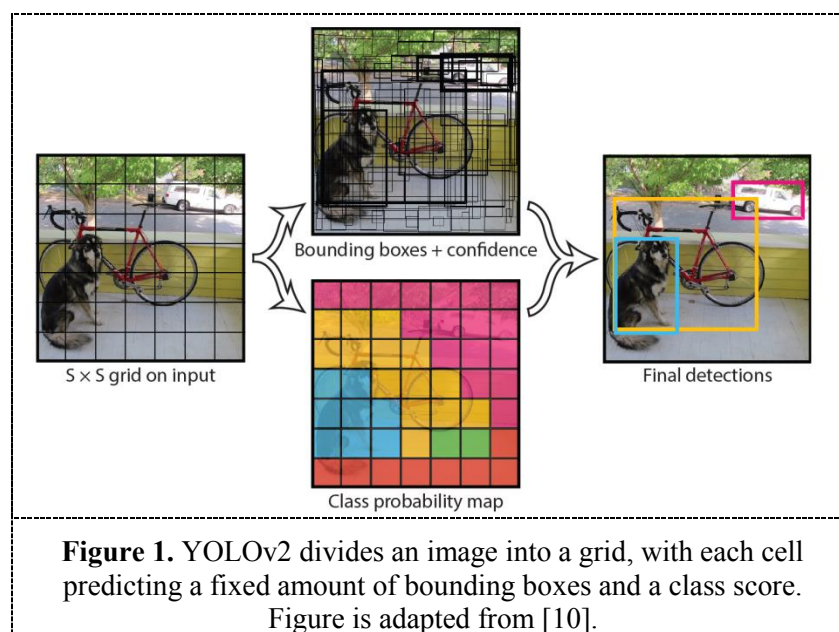 Bounding boxes + confidence
S × S grid on input
Final detections
Class probability map
Figure 1. YOLOv2 divides an image into a grid, with each cell
predicting a fixed amount of bounding boxes and a class score.
Figure is adapted from [10].